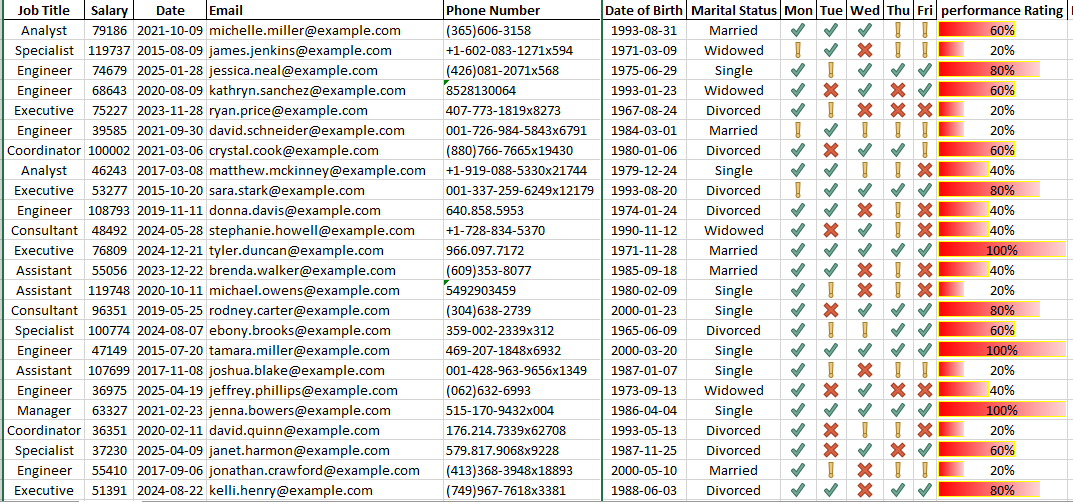 Job Title Salary Date Email Phone Number Date of Birth Marital Status Mon Tue Wed Thu Fri performance Rating
Analyst 79186 2021-10-09 michelle.miller@example.com (365)606-3158 1993-08-31 Married 60%
Specialist 119737 2015-08-09 james.jenkins@example.com +1-602-083-1271x594 1971-03-09 Widowed 20%
Engineer 74679 2025-01-28 jessica.neal@example.com (426)081-2071x568 1975-06-29 Single 80%
Engineer 68643 2020-08-09 kathryn.sanchez@example.com 8528130064 1993-01-23 Widowed 60%
Executive 75227 2023-11-28 ryan.price@example.com 407-773-1819x8273 1967-08-24 Divorced 20%
Engineer 39585 2021-09-30 david.schneider@example.com 001-726-984-5843x6791 1984-03-01 Married 20%
Coordinator 100002 2021-03-06 crystal.cook@example.com (880)766-7665x19430 1980-01-06 Divorced 60%
Analyst 46243 2017-03-08 matthew.mckinney@example.com +1-919-088-5330x21744 1979-12-24 Single 40%
Executive 53277 2015-10-20 sara.stark@example.com 001-337-259-6249x12179 1993-08-20 Divorced 80%
Engineer 108793 2019-11-11 donna.davis@example.com 640.858.5953 1974-01-24 Divorced 40%
Consultant 48492 2024-05-28 stephanie.howell@example.com +1-728-834-5370 1990-11-12 Widowed 40%
Executive 76809 2024-12-21 tyler.duncan@example.com 966.097.7172 1971-11-28 Married 100%
Assistant 55056 2023-12-22 brenda.walker@example.com (609)353-8077 1985-09-18 Married 40%
Assistant 119748 2020-10-11 michael.owens@example.com 5492903459 1980-02-09 Single 20%
Consultant 96351 2019-05-25 rodney.carter@example.com (304)638-2739 2000-01-23 Single 80%
Specialist 100774 2024-08-07 ebony.brooks@example.com 359-002-2339x312 1965-06-09 Divorced 60%
Engineer 47149 2015-07-20 tamara.miller@example.com 469-207-1848x6932 2000-03-20 Single 100%
Assistant 107699 2017-11-08 joshua.blake@example.com 001-428-963-9656x1349 1987-01-07 Single 20%
Engineer 36975 2025-04-19 jeffrey.phillips@example.com (062)632-6993 1973-09-13 Widowed 40%
Manager 63327 2021-02-23 jenna.bowers@example.com 515-170-9432x004 1986-04-04 Single 100%
Coordinator 36351 2020-02-11 david.quinn@example.com 176.214.7339x62708 1993-05-13 Divorced 20%
Specialist 37230 2025-04-09 janet.harmon@example.com 579.817.9068x9228 1987-11-25 Divorced 60%
Engineer 55410 2017-09-06 jonathan.crawford@example.com (413)368-3948x18893 2000-05-10 Married 20%
Executive 51391 2024-08-22 kelli.henry@example.com (749)967-7618x3381 1988-06-03 Divorced 80%